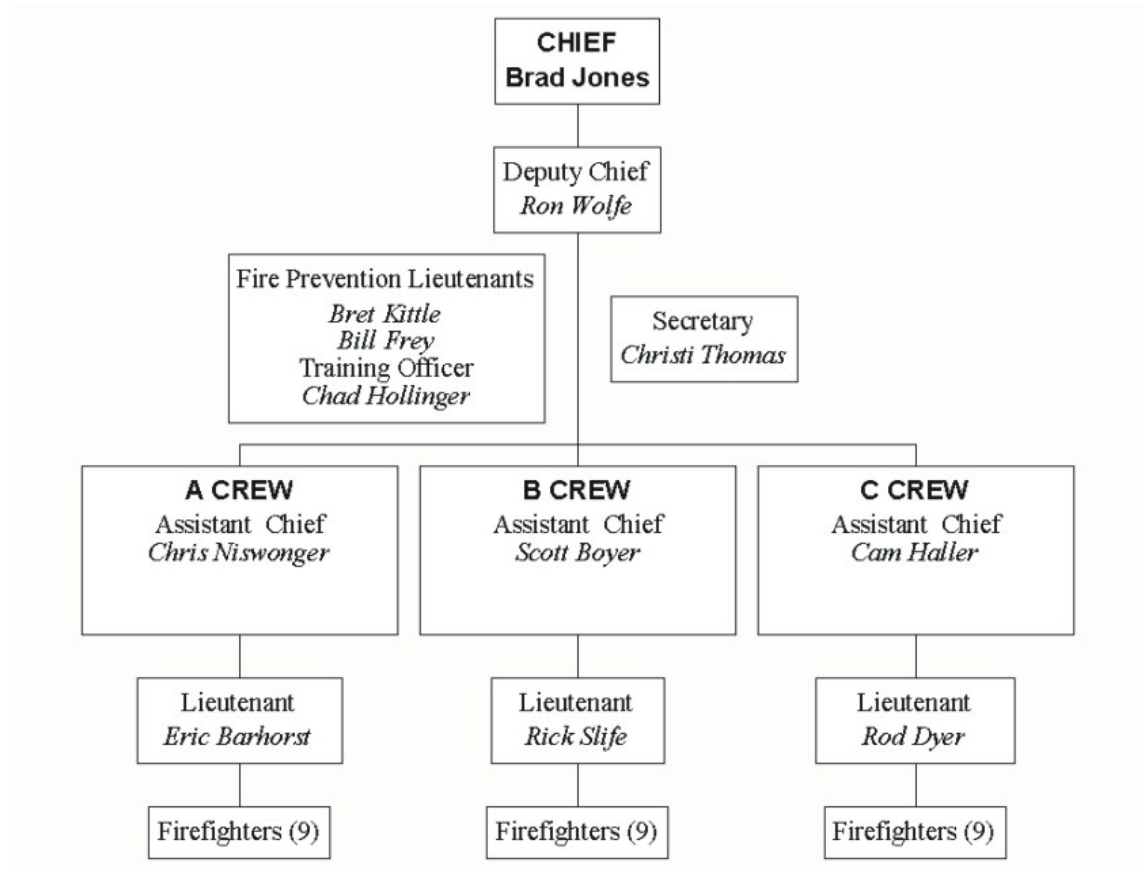 CHIEF
Brad Jones
Deputy Chief
Ron Wolfe
Fire Prevention Lieutenants
Bret Kittle
Bill Frey
Training Officer
Chad Hollinger
Secretary
Christi Thomas
A CREW
Assistant Chief
Chris Niswonger
B CREW
Assistant Chief
Scott Boyer
C CREW
Assistant Chief
Cam Haller
Lieutenant
Eric Barhorst
Lieutenant
Rick Slife
Lieutenant
Rod Dyer
Firefighters (9)
Firefighters (9)
Firefighters (9)